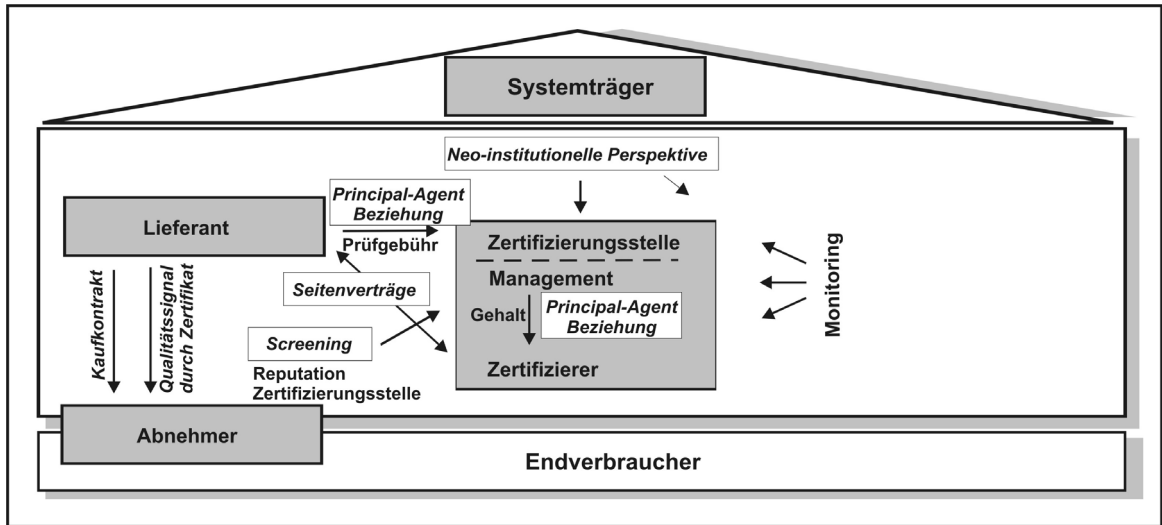 Systemträger
Neo-institutionelle Perspektive
Principal-Agent
Beziehung
Lieferant
Prüfgebühr
Zertifizierungsstelle
Management
Seitenverträge
Gehalt
Principal-Agent
Beziehung
Monitoring
Kaufkontrakt
Qualitätssignal
durch Zertifikat
Screening
Zertifizierer
Reputation
Zertifizierungsstelle
Abnehmer
Endverbraucher